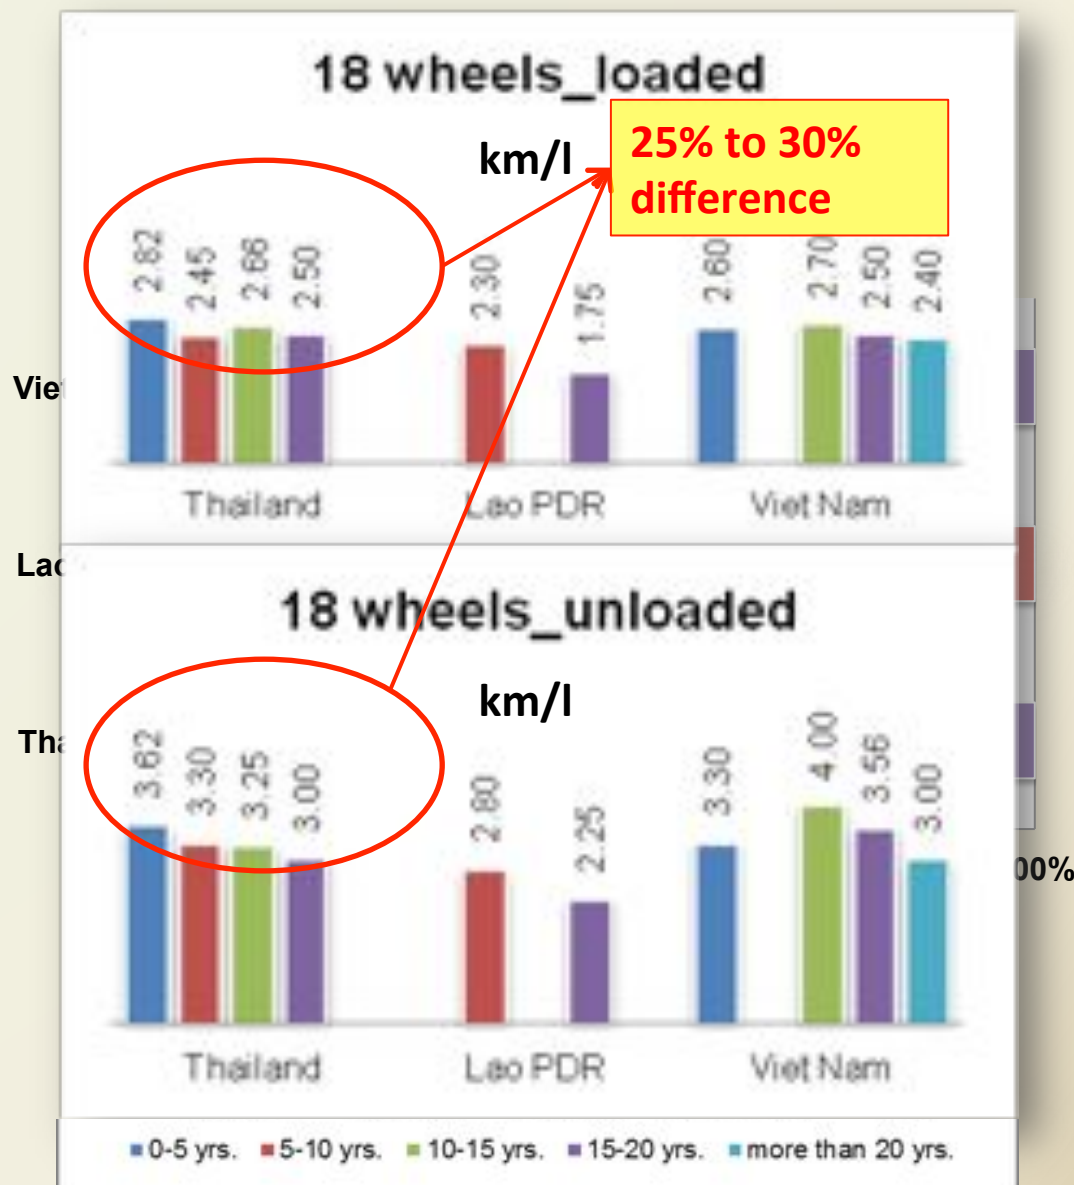 18 wheels_loaded
km/l
25% to 30%
difference
2.82
2.45
2.66
2.50
2.30
1.75
2.60
2.70
2.50
2.40
Vie
Thailand
Lao PDR
Viet Nam
Lao
18 wheels_unloaded
km/l
Tha
3.62
3.30
3.25
3.00
2.80
2.25
3.30
4.00
3.56
3.00
00%
Thailand
Lao PDR
Viet Nam
0-5 yrs. 5-10 yrs. 10-15 yrs. 15-20 yrs. more than 20 yrs.